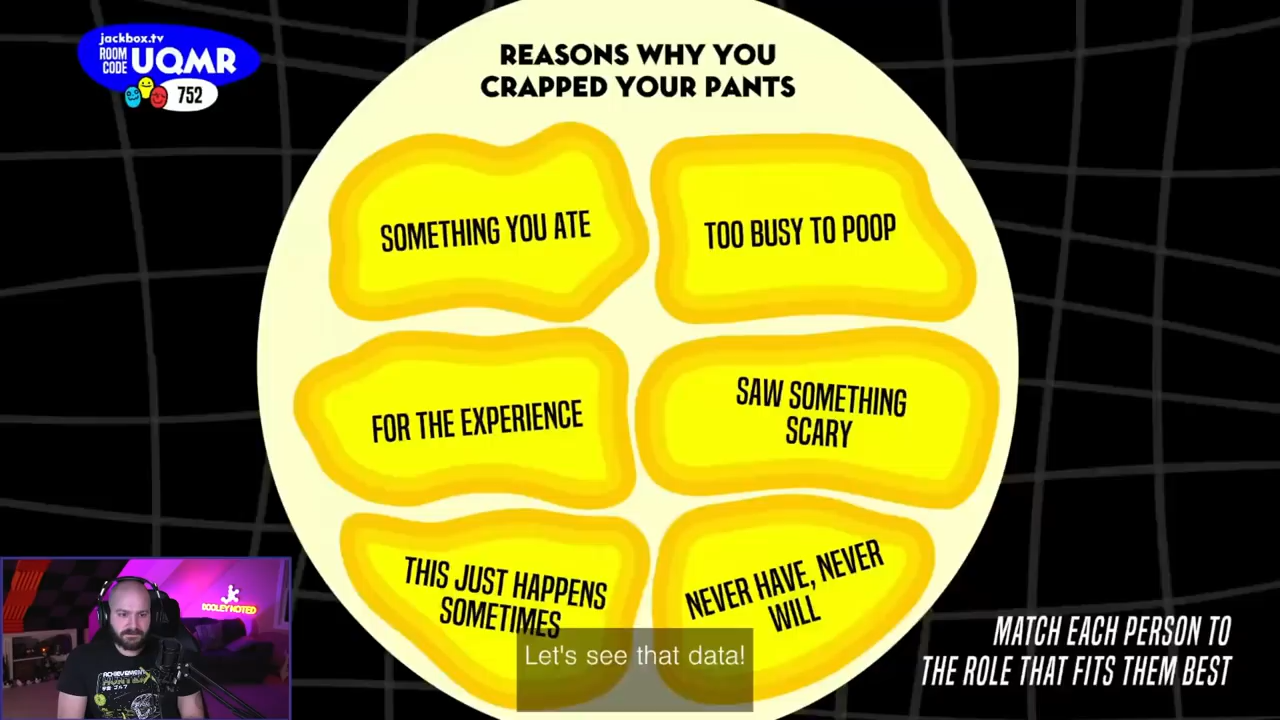 jackbox.tv
ROOM
CODE
UQMR
752
REASONS WHY YOU
CRAPPED YOUR PANTS
SOMETHING YOU ATE
TOO BUSY TO POOP
FOR THE EXPERIENCE
SAW SOMETHING
SCARY
THIS JUST HAPPENS
SOMETIMES
NEVER HAVE, NEVER
WILL
Let's see that data!
MATCH EACH PERSON TO
THE ROLE THAT FITS THEM BEST
DOOLEY NOTED